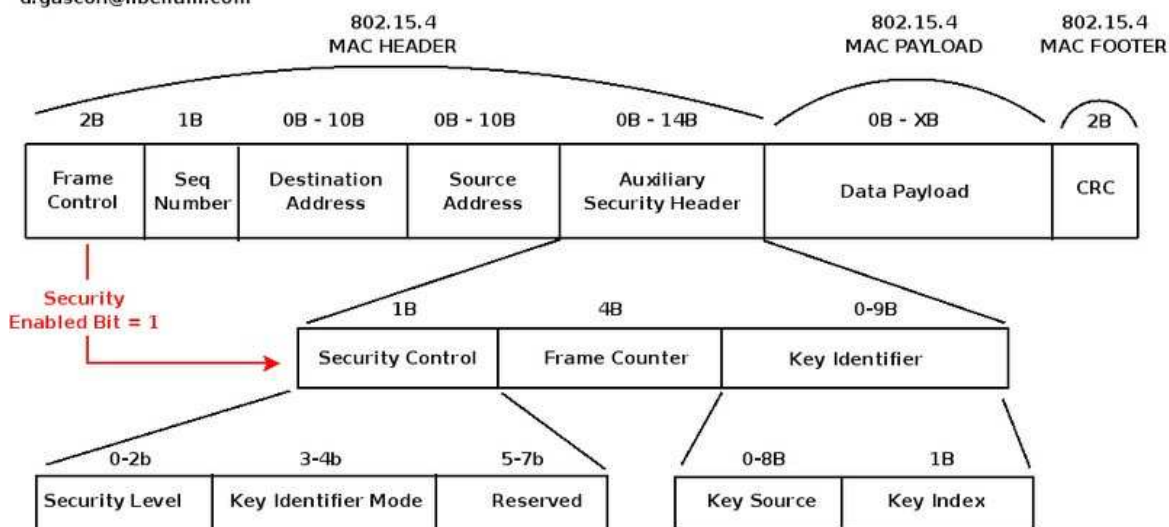 802.15.4 802.15.4 802.15.4
MAC HEADER MAC PAYLOAD MAC FOOTER
2B 1B 0B - 10B 0B - 10B 0B - 14B 0B - XB 2B
Frame Control Seq Number Destination Address Source Address Auxiliary Security Header Data Payload CRC
Security
Enabled Bit = 1
1B 4B 0-9B
Security Control Frame Counter Key Identifier
0-2b 3-4b 5-7b 0-8B 1B
Security Level Key Identifier Mode Reserved Key Source Key Index